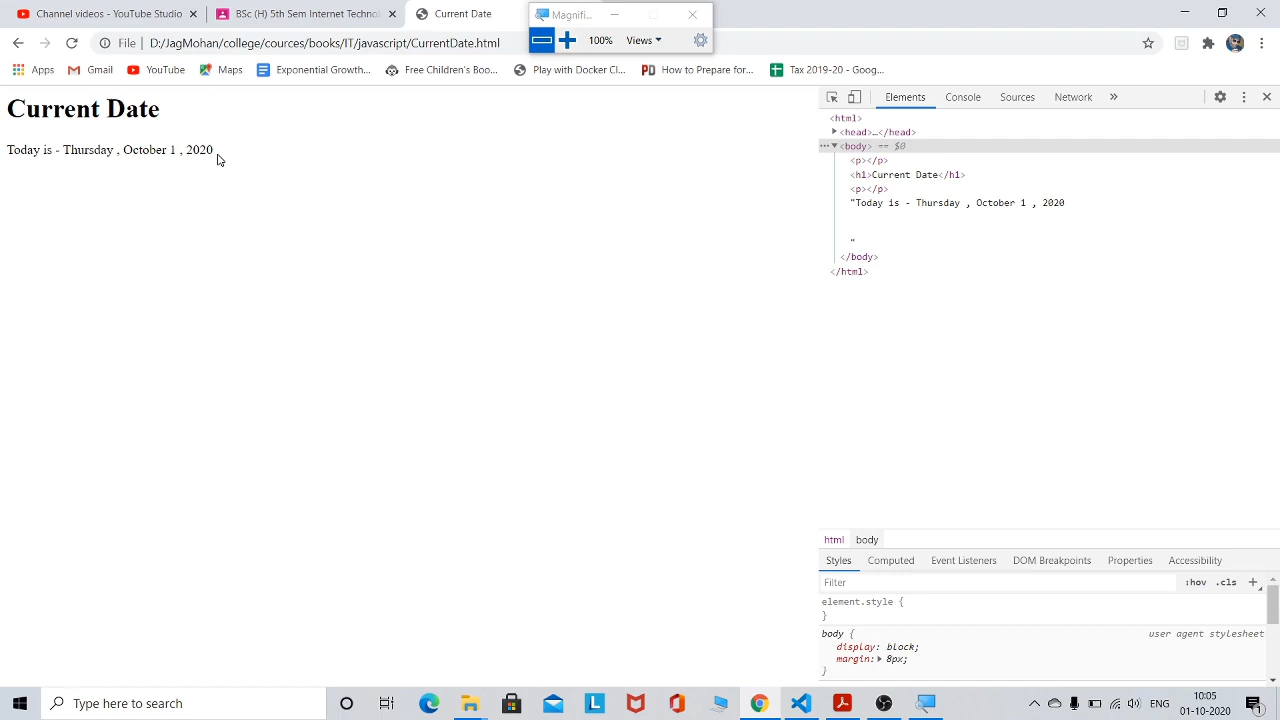 Channel videos - YouTube Studio
BSc (H) 5th Sem Internet Technol
Current Date
Magnifi...
100%
Views
D:/JagMohan/college/courses/books/IT/javascript/CurrentDate.html
Apps
Gmail
YouTube
Maps
Exponential Growth...
Free Children's Boo...
Play with Docker Cl...
How to Prepare for...
Tax 2019-20 - Goog...
Current Date
Today is - Thursday , October 1 , 2020
Elements
Console
Sources
Network
<html>
<head>…</head>
<body> == $0
<p></p>
<h1>Current Date</h1>
<p></p>
"Today is - Thursday , October 1 , 2020
"
</body>
</html>
html
body
Styles
Computed
Event Listeners
DOM Breakpoints
Properties
Accessibility
Filter
:hov
.cls
element.style {
}
body {
user agent stylesheet
display: block;
margin: 8px;
}
Type here to search
ENG
10:05
01-10-2020